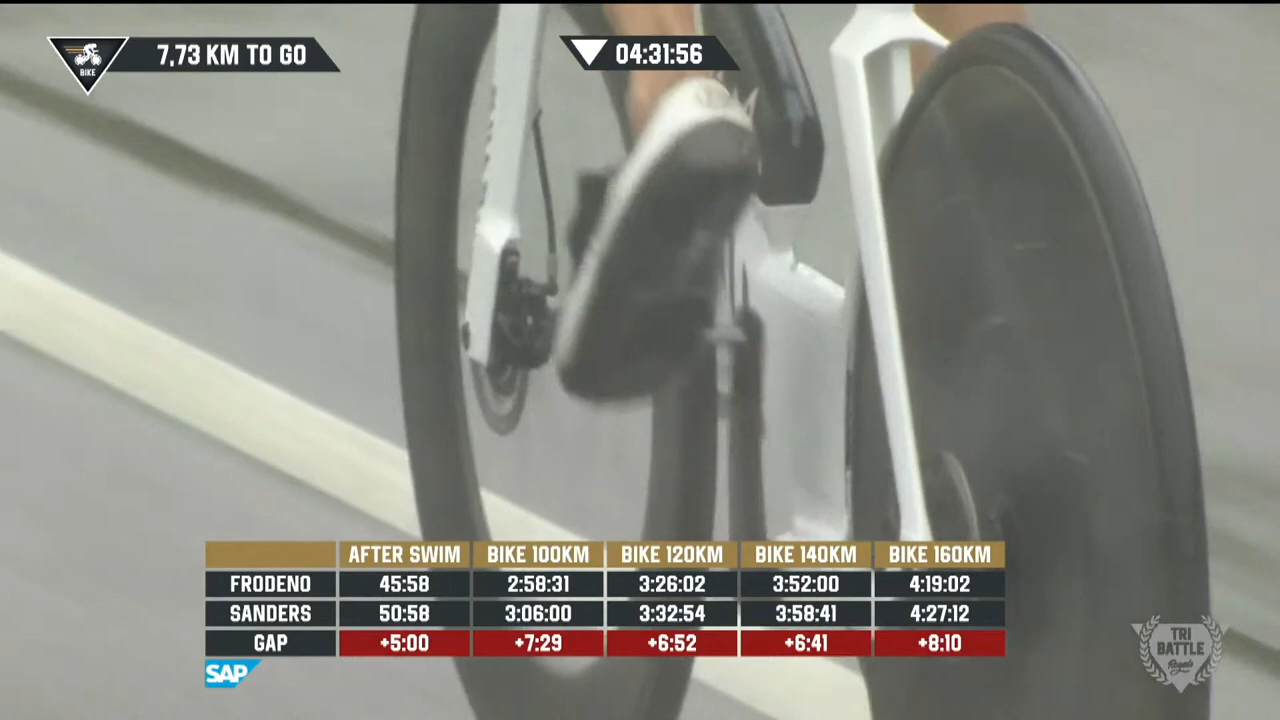 BIKE
7,73 KM TO GO
04:31:56
AFTER SWIM BIKE 100KM BIKE 120KM BIKE 140KM BIKE 160KM
FRODENO 45:58 2:58:31 3:26:02 3:52:00 4:19:02
SANDERS 50:58 3:06:00 3:32:54 3:58:41 4:27:12
GAP +5:00 +7:29 +6:52 +6:41 +8:10
SAP
TRI
BATTLE
Royale